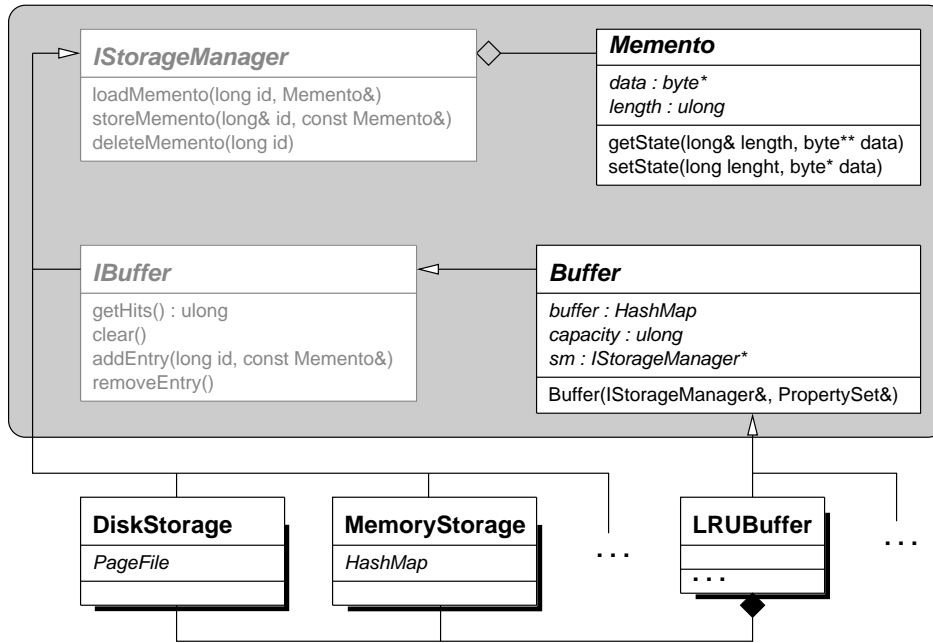 IStorageManager
loadMemento(long id, Memento&)
storeMemento(long& id, const Memento&)
deleteMemento(long id)
Memento
data : byte*
length : ulong
getState(long& length, byte** data)
setState(long lenght, byte* data)
IBuffer
getHits() : ulong
clear()
addEntry(long id, const Memento&)
removeEntry()
Buffer
buffer : HashMap
capacity : ulong
sm : IStorageManager*
Buffer(IStorageManager&, PropertySet&)
DiskStorage
PageFile
MemoryStorage
HashMap
. . .
LRUBuffer
. . .
. . .